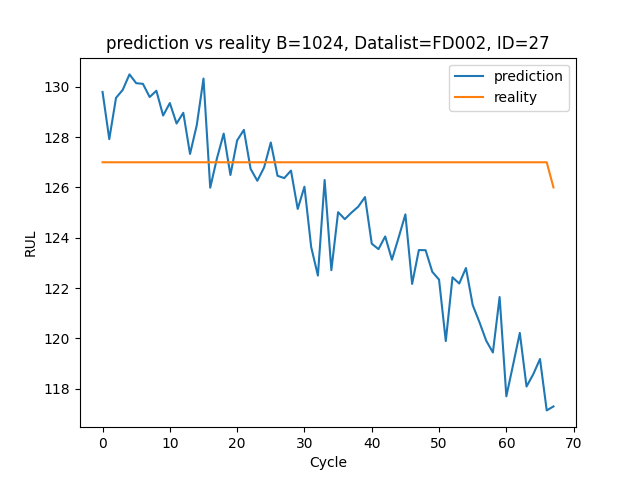 prediction vs reality B=1024, Datalist=FD002, ID=27
prediction
reality
130
128
126
124
122
120
118
RUL
0 10 20 30 40 50 60 70
Cycle